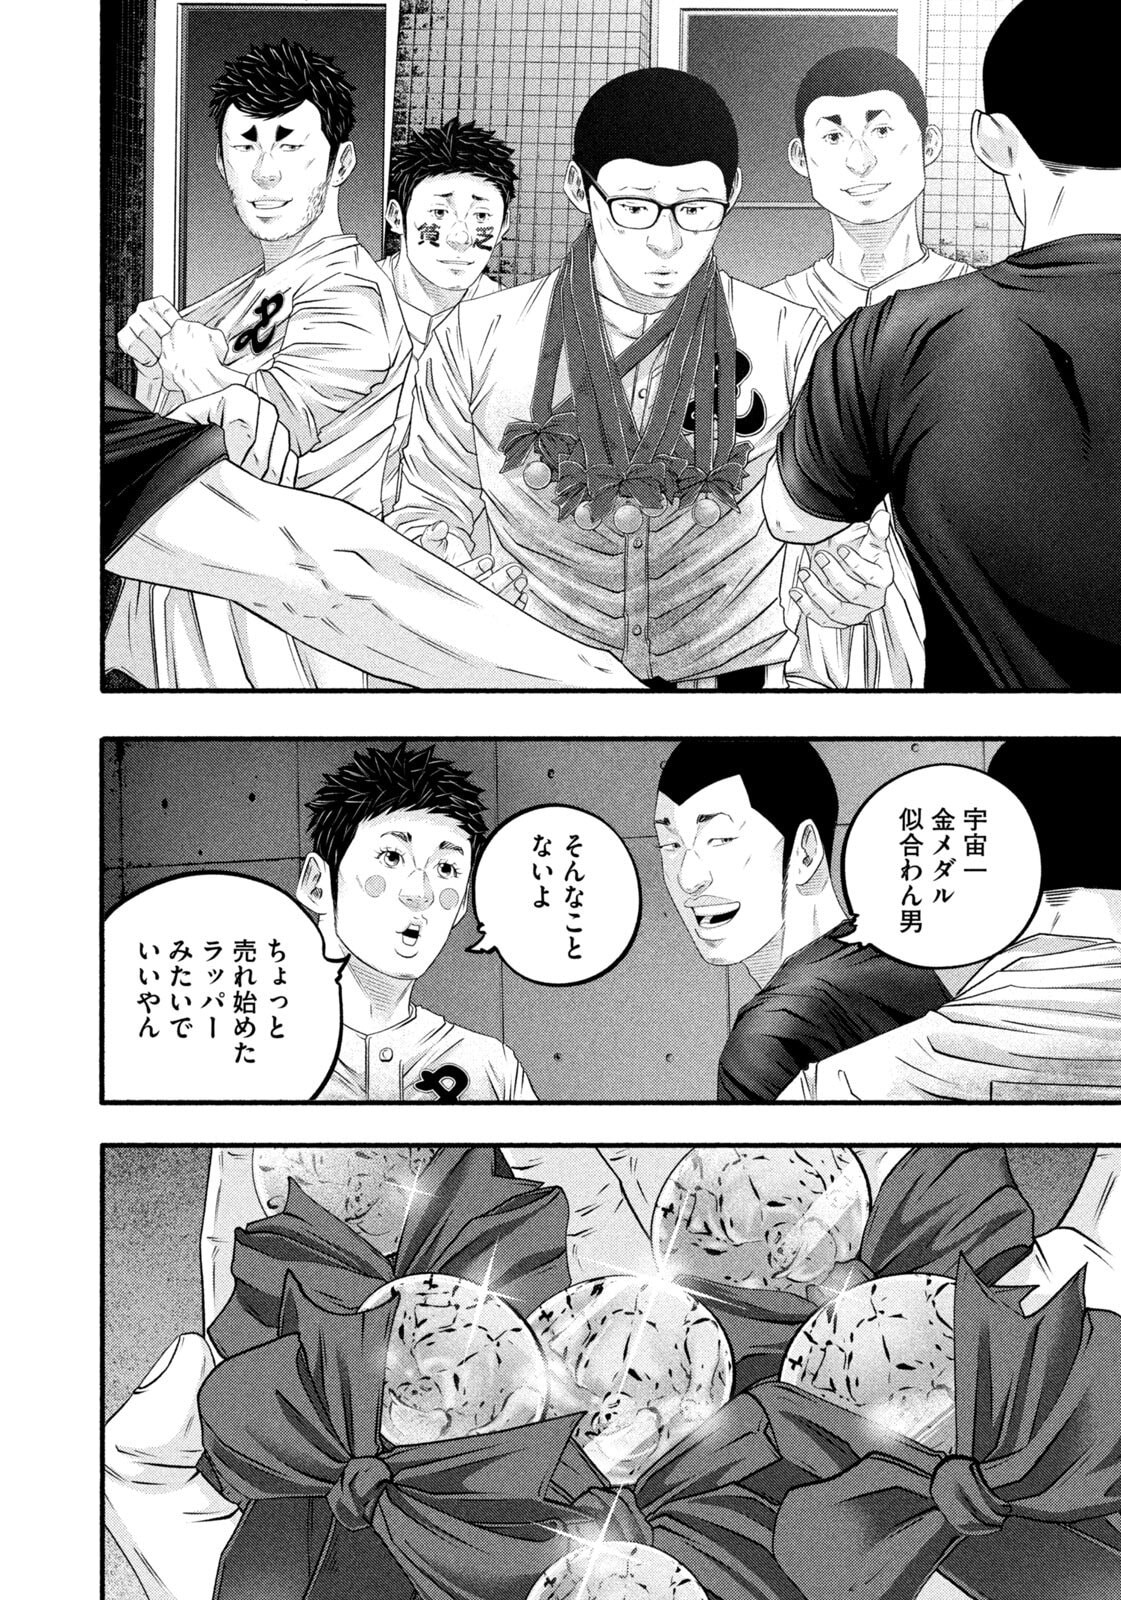 貧乏
宇宙一
金メダル
似合わん男
そんなこと
ないよ
ちょっと
売れ始めた
ラッパー
みたいで
いいやん